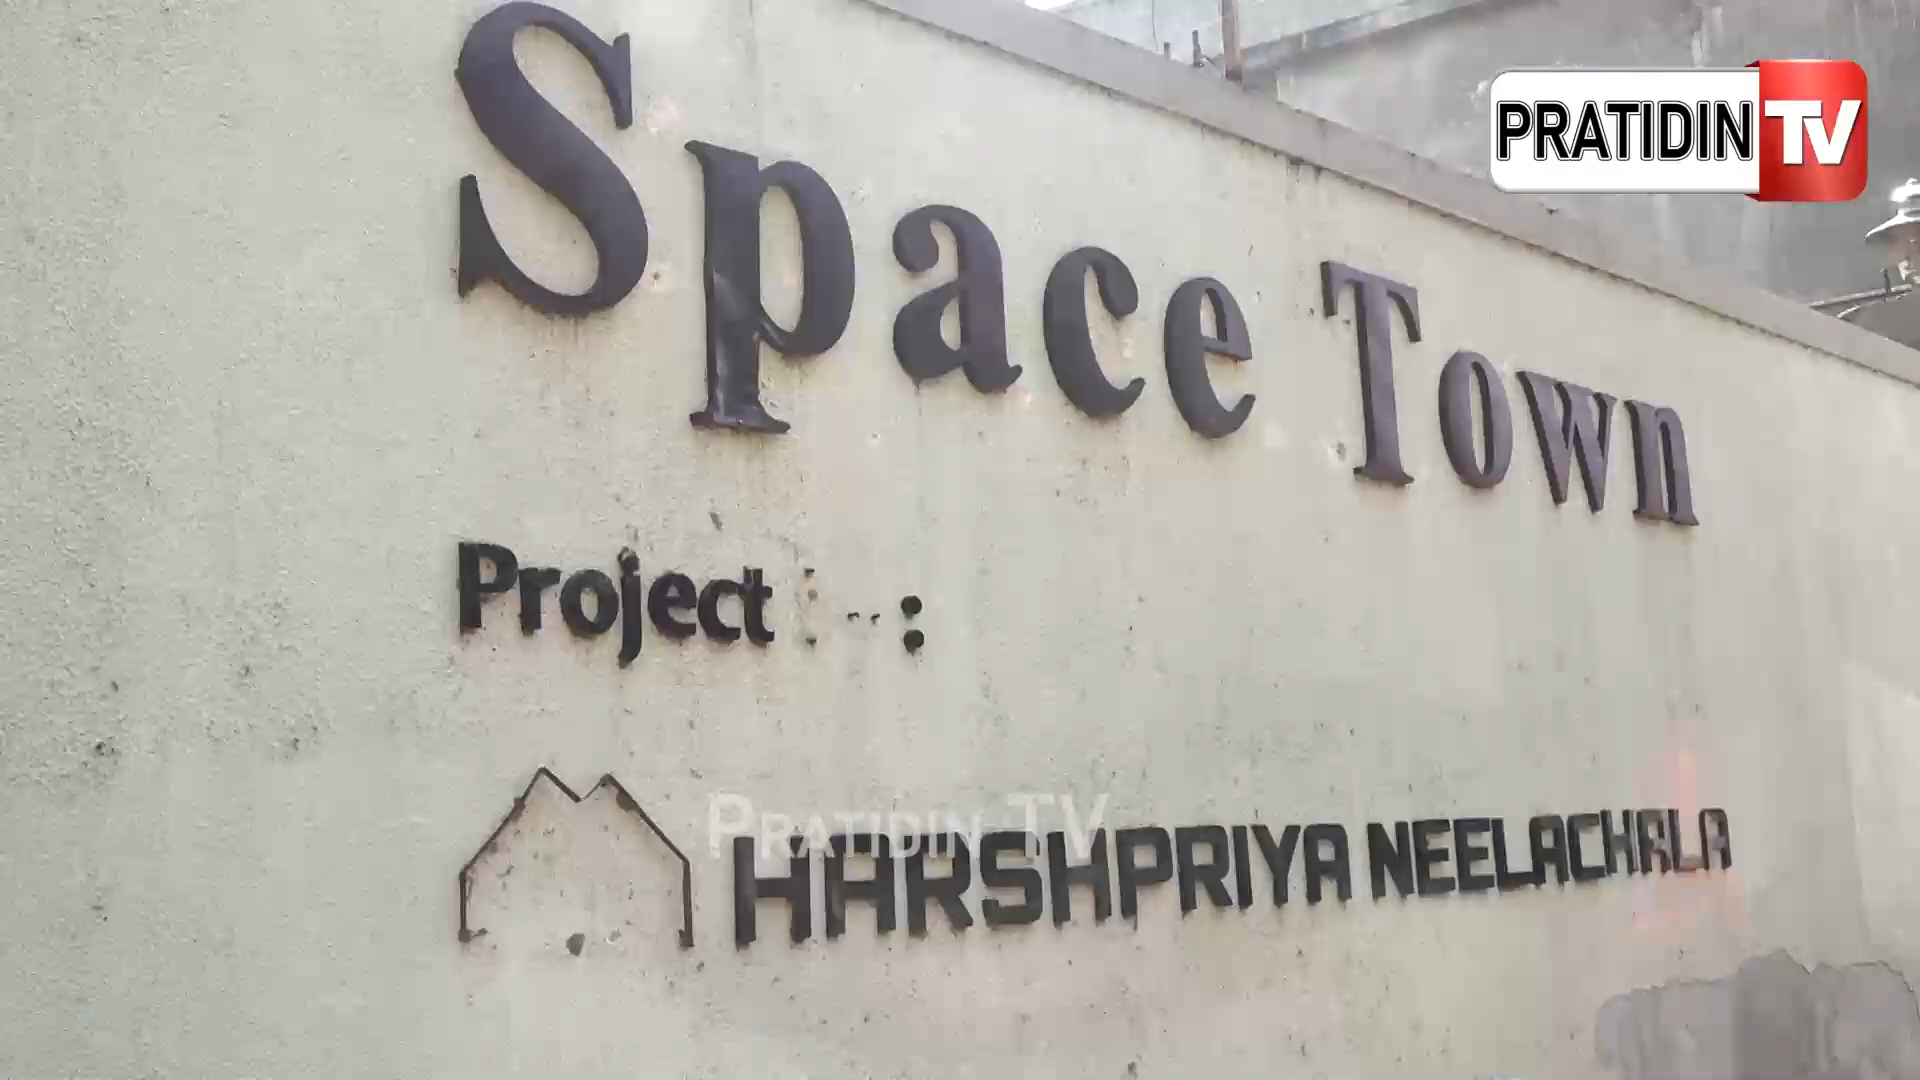 PRATIDIN TV
Space Town
Project :
PRATIDIN TV
HARSHPRIYA NEELACHALA